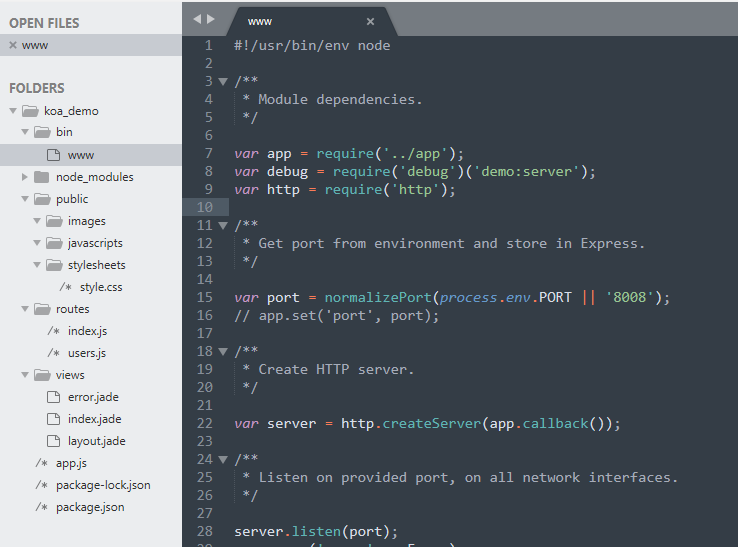 OPEN FILES
www
FOLDERS
koa_demo
bin
www
node_modules
public
images
javascripts
stylesheets
/* style.css
routes
/* index.js
/* users.js
views
error.jade
index.jade
layout.jade
/* app.js
/* package-lock.json
/* package.json
www
1 #!/usr/bin/env node
2
3 /**
4  * Module dependencies.
5  */
6
7 var app = require('../app');
8 var debug = require('debug')('demo:server');
9 var http = require('http');
10
11 /**
12  * Get port from environment and store in Express.
13  */
14
15 var port = normalizePort(process.env.PORT || '8008');
16 // app.set('port', port);
17
18 /**
19  * Create HTTP server.
20  */
21
22 var server = http.createServer(app.callback());
23
24 /**
25  * Listen on provided port, on all network interfaces.
26  */
27
28 server.listen(port);